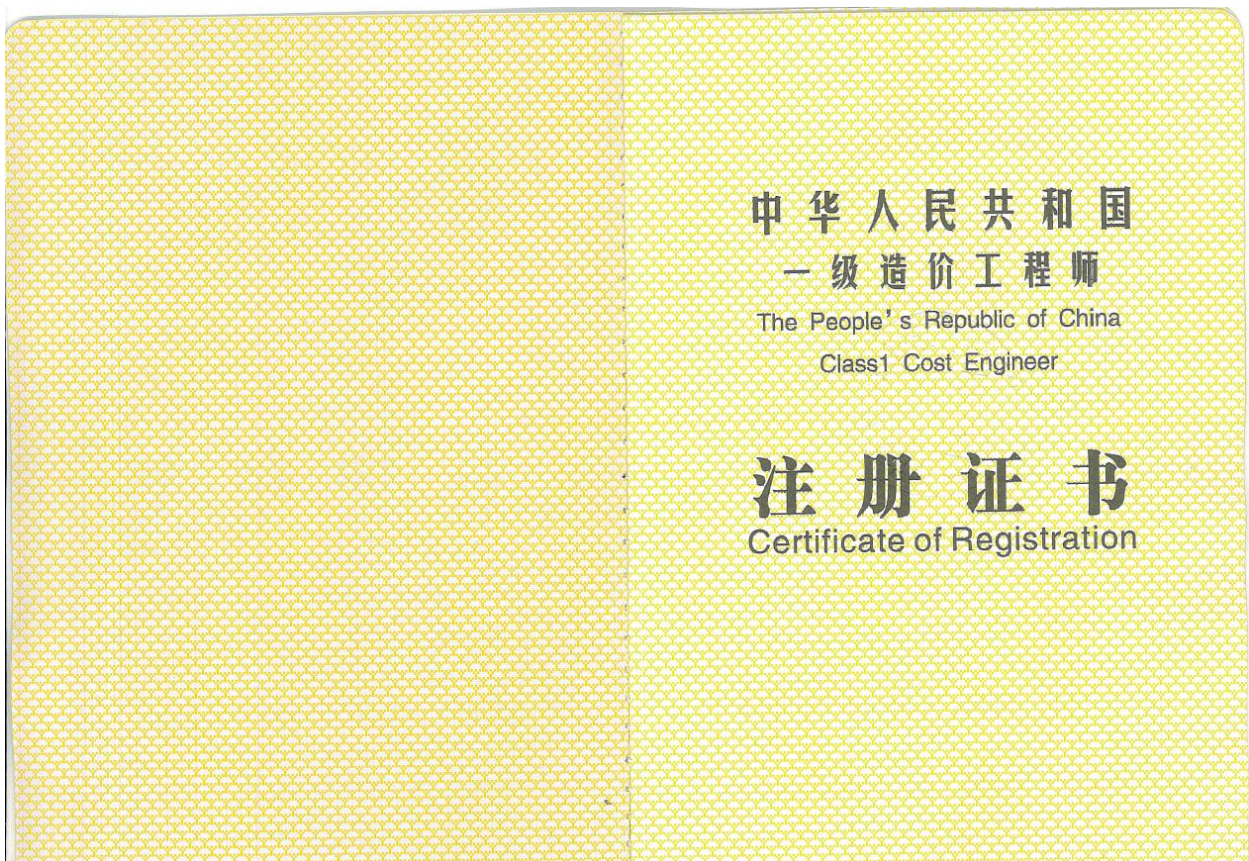 中华人民共和国
一级造价工程师
The People's Republic of China
Class1 Cost Engineer
注册证书
Certificate of Registration